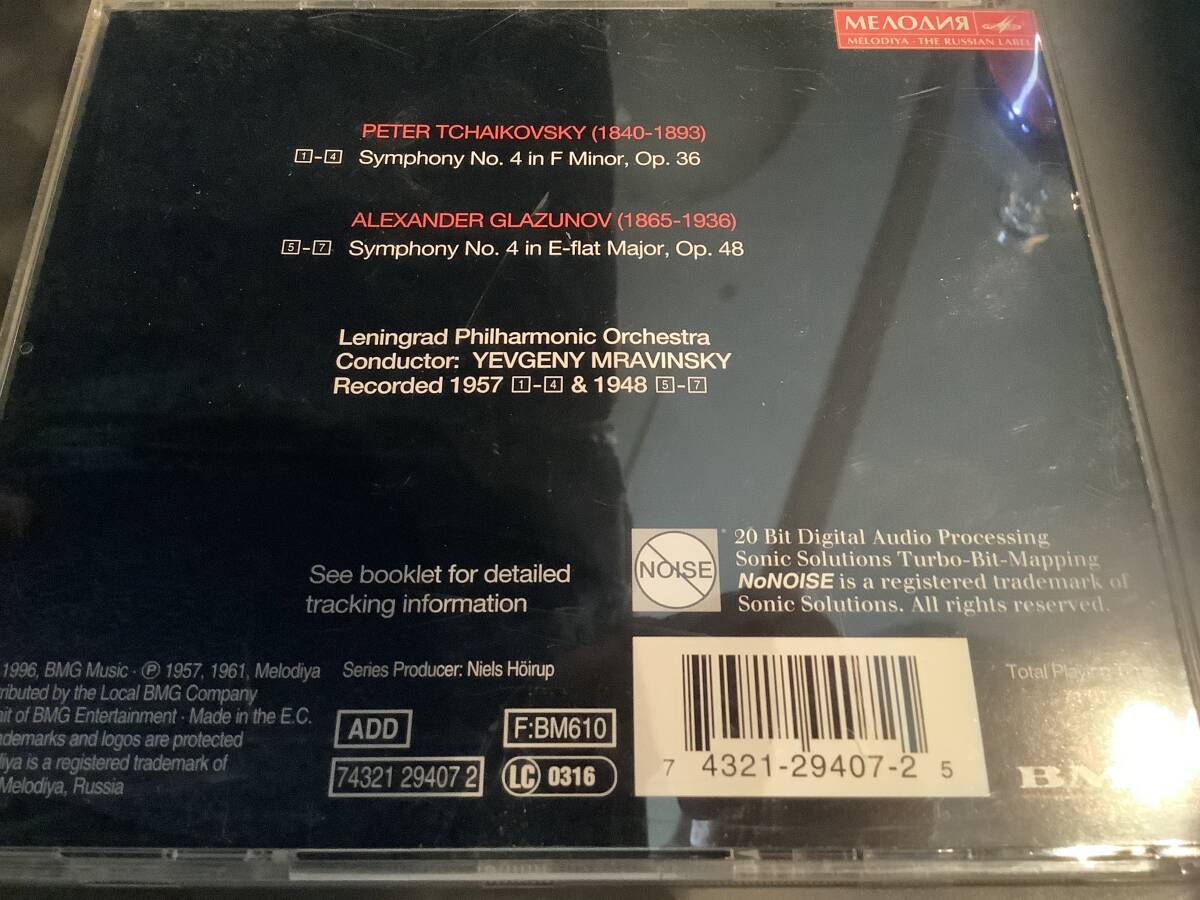 МЕЛОДИЯ
MELODIYA · THE RUSSIAN LABEL
PETER TCHAIKOVSKY (1840-1893)
1-4 Symphony No. 4 in F Minor, Op. 36
ALEXANDER GLAZUNOV (1865-1936)
5-7 Symphony No. 4 in E-flat Major, Op. 48
Leningrad Philharmonic Orchestra
Conductor: YEVGENY MRAVINSKY
Recorded 1957 1-4 & 1948 5-7
See booklet for detailed
tracking information
NOISE
20 Bit Digital Audio Processing
Sonic Solutions Turbo-Bit-Mapping
NoNOISE is a registered trademark of
Sonic Solutions. All rights reserved.
1996, BMG Music · ℗ 1957, 1961, Melodiya
Series Producer: Niels Höirup
by the Local BMG Company
of BMG Entertainment · Made in the E.C.
and logos are protected
is a registered trademark of
Melodiya, Russia
ADD
F:BM610
74321 29407 2
LC 0316
7 4321-29407-2 5
Total Playing